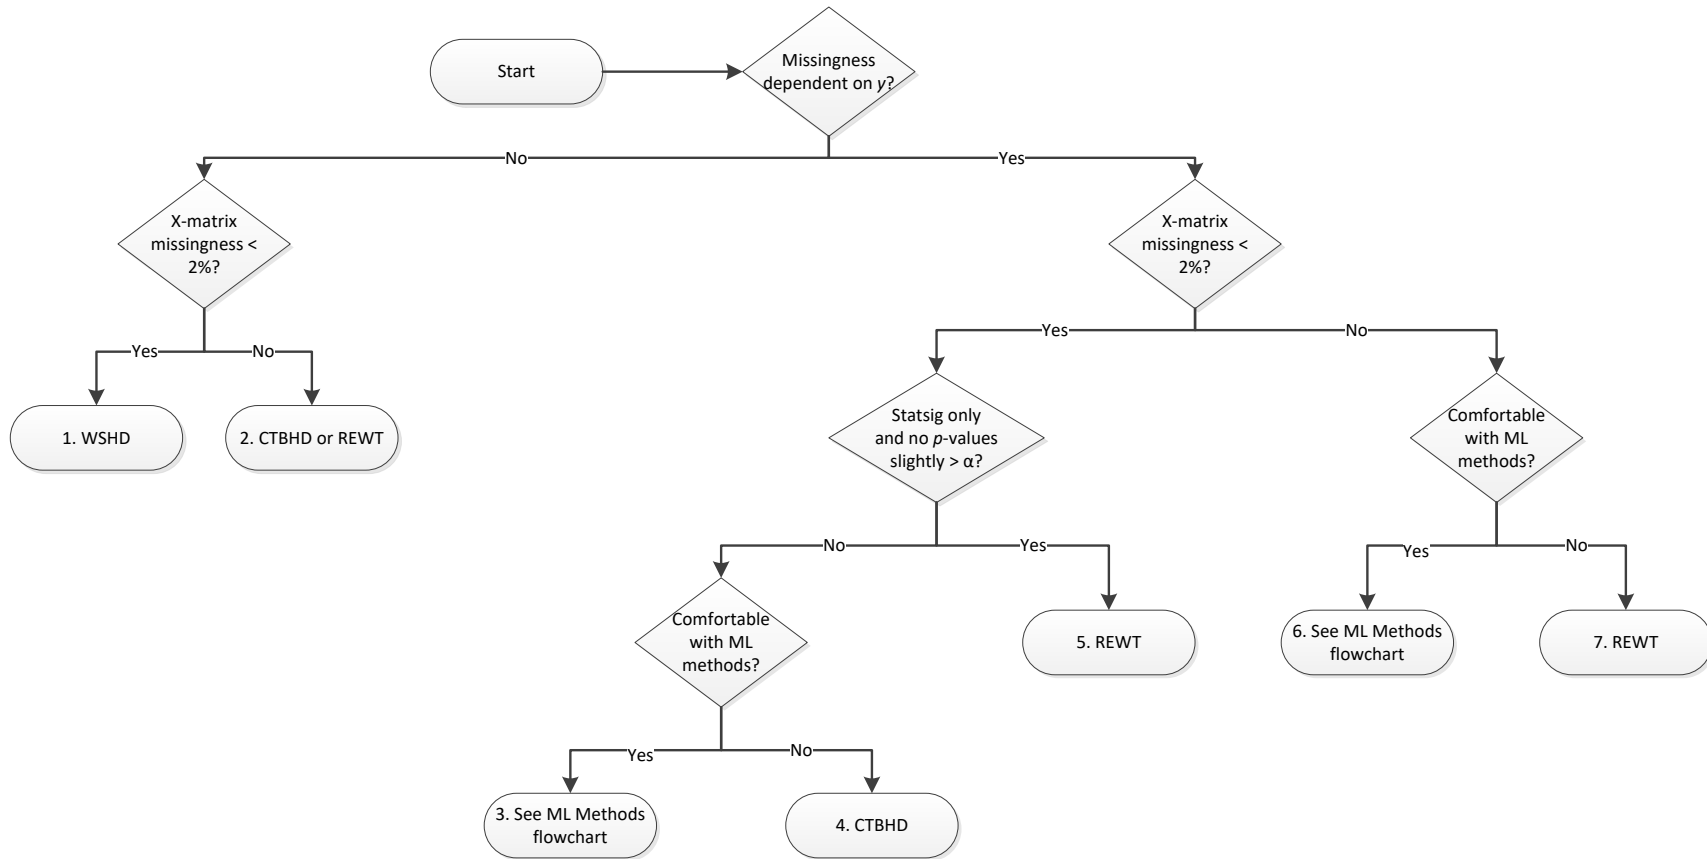 Start
Missingness
dependent on y?
No
Yes
X-matrix
missingness <
2%?
X-matrix
missingness <
2%?
Yes
No
Yes
No
1. WSHD
2. CTBHD or REWT
Statsig only
and no p-values
slightly > α?
Comfortable
with ML
methods?
No
Yes
Yes
No
Comfortable
with ML
methods?
5. REWT
6. See ML Methods
flowchart
7. REWT
Yes
No
3. See ML Methods
flowchart
4. CTBHD